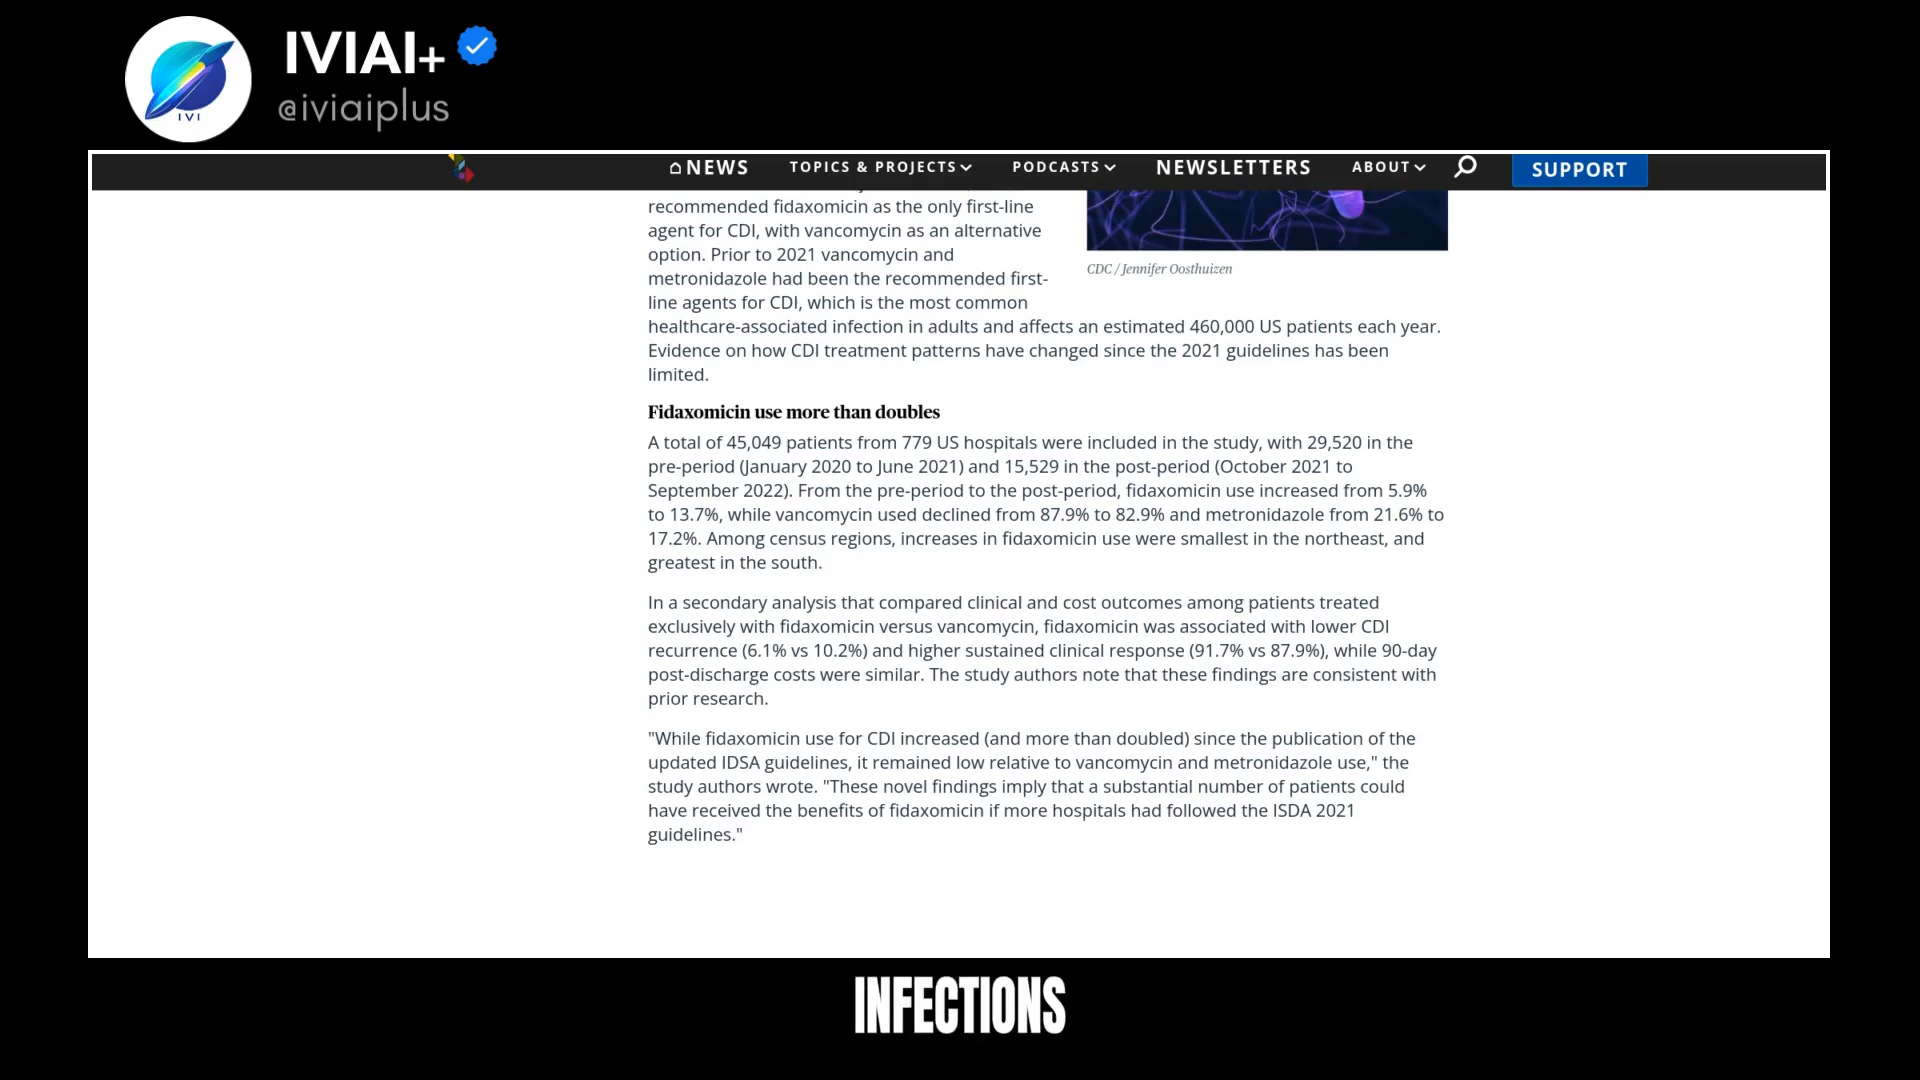 IVIAI+
@iviaiplus
IVI
NEWS
TOPICS & PROJECTS
PODCASTS
NEWSLETTERS
ABOUT
SUPPORT
recommended fidaxomicin as the only first-line
agent for CDI, with vancomycin as an alternative
option. Prior to 2021 vancomycin and
metronidazole had been the recommended first-
line agents for CDI, which is the most common
healthcare-associated infection in adults and affects an estimated 460,000 US patients each year.
Evidence on how CDI treatment patterns have changed since the 2021 guidelines has been
limited.
CDC / Jennifer Oosthuizen
Fidaxomicin use more than doubles
A total of 45,049 patients from 779 US hospitals were included in the study, with 29,520 in the
pre-period (January 2020 to June 2021) and 15,529 in the post-period (October 2021 to
September 2022). From the pre-period to the post-period, fidaxomicin use increased from 5.9%
to 13.7%, while vancomycin used declined from 87.9% to 82.9% and metronidazole from 21.6% to
17.2%. Among census regions, increases in fidaxomicin use were smallest in the northeast, and
greatest in the south.
In a secondary analysis that compared clinical and cost outcomes among patients treated
exclusively with fidaxomicin versus vancomycin, fidaxomicin was associated with lower CDI
recurrence (6.1% vs 10.2%) and higher sustained clinical response (91.7% vs 87.9%), while 90-day
post-discharge costs were similar. The study authors note that these findings are consistent with
prior research.
"While fidaxomicin use for CDI increased (and more than doubled) since the publication of the
updated IDSA guidelines, it remained low relative to vancomycin and metronidazole use," the
study authors wrote. "These novel findings imply that a substantial number of patients could
have received the benefits of fidaxomicin if more hospitals had followed the ISDA 2021
guidelines."
INFECTIONS